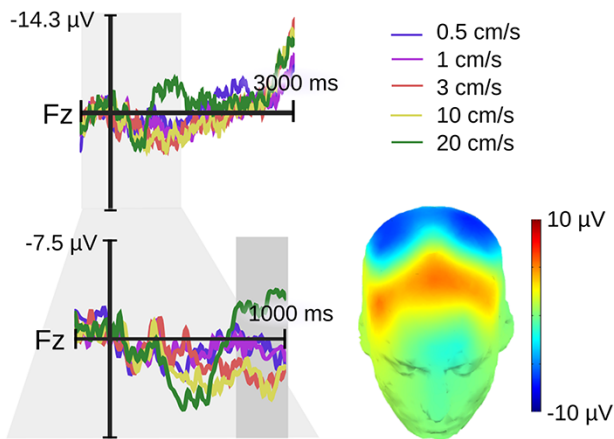 -14.3 µV
3000 ms
Fz
0.5 cm/s
1 cm/s
3 cm/s
10 cm/s
20 cm/s
-7.5 µV
1000 ms
Fz
10 µV
-10 µV